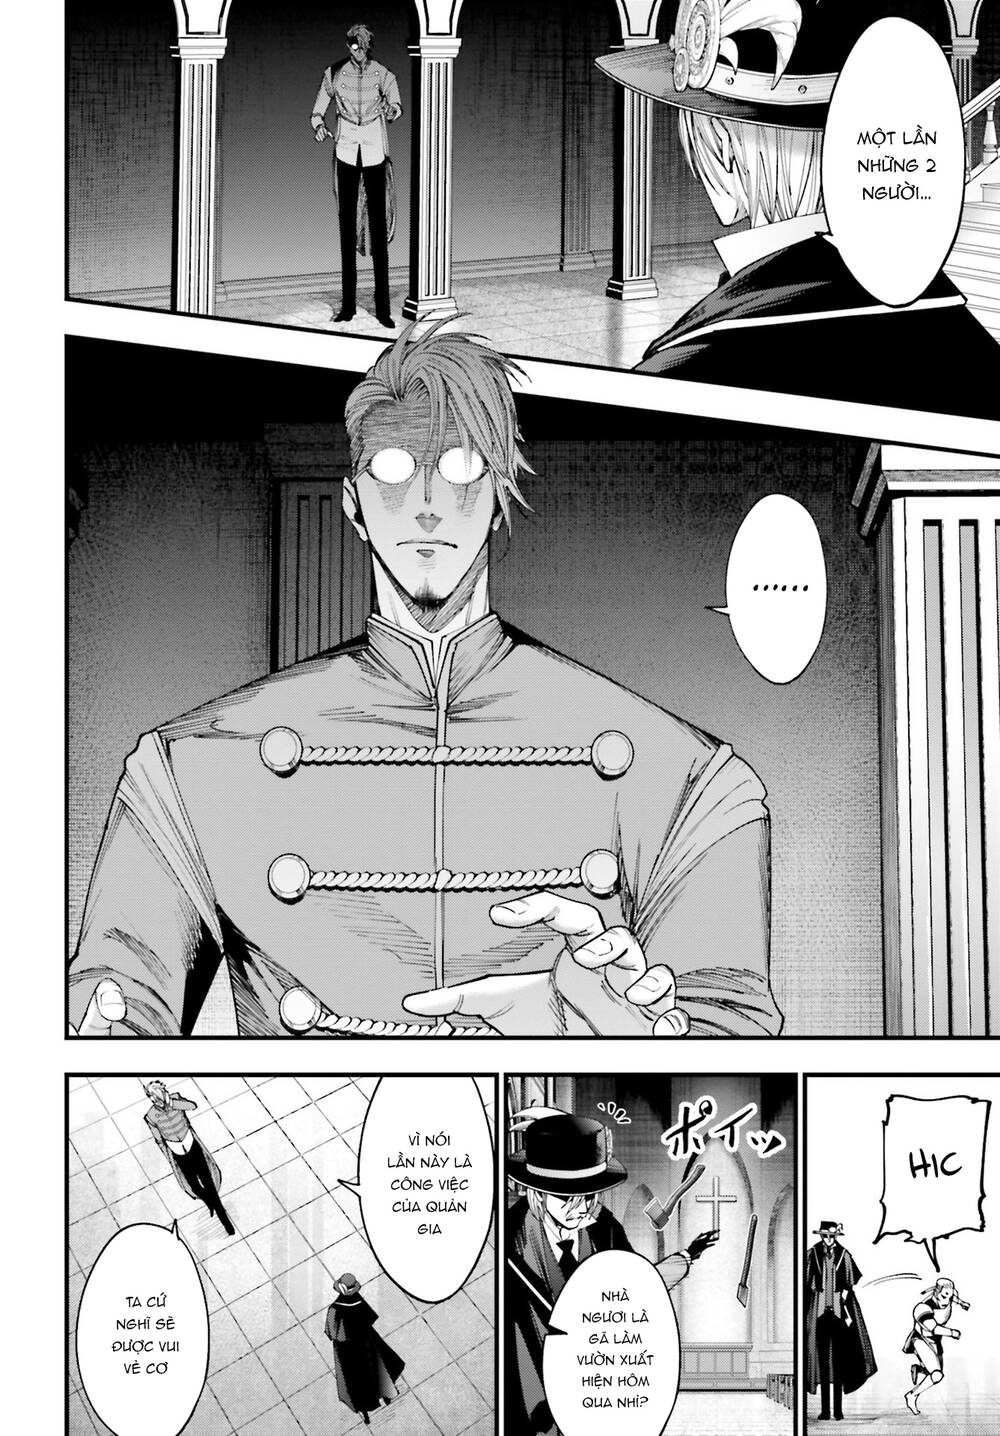 MỘT LẦN
NHỮNG 2
NGƯỜI...
......
HIC
ポイッ
NHÀ
NGƯƠI LÀ
GÃ LÀM
VƯỜN XUẤT
HIỆN HÔM
QUA NHỈ?
VÌ NÓI
LẦN NÀY LÀ
CÔNG VIỆC
CỦA QUẢN
GIA
TA CỨ
NGHĨ SẼ
ĐƯỢC VUI
VẺ CƠ